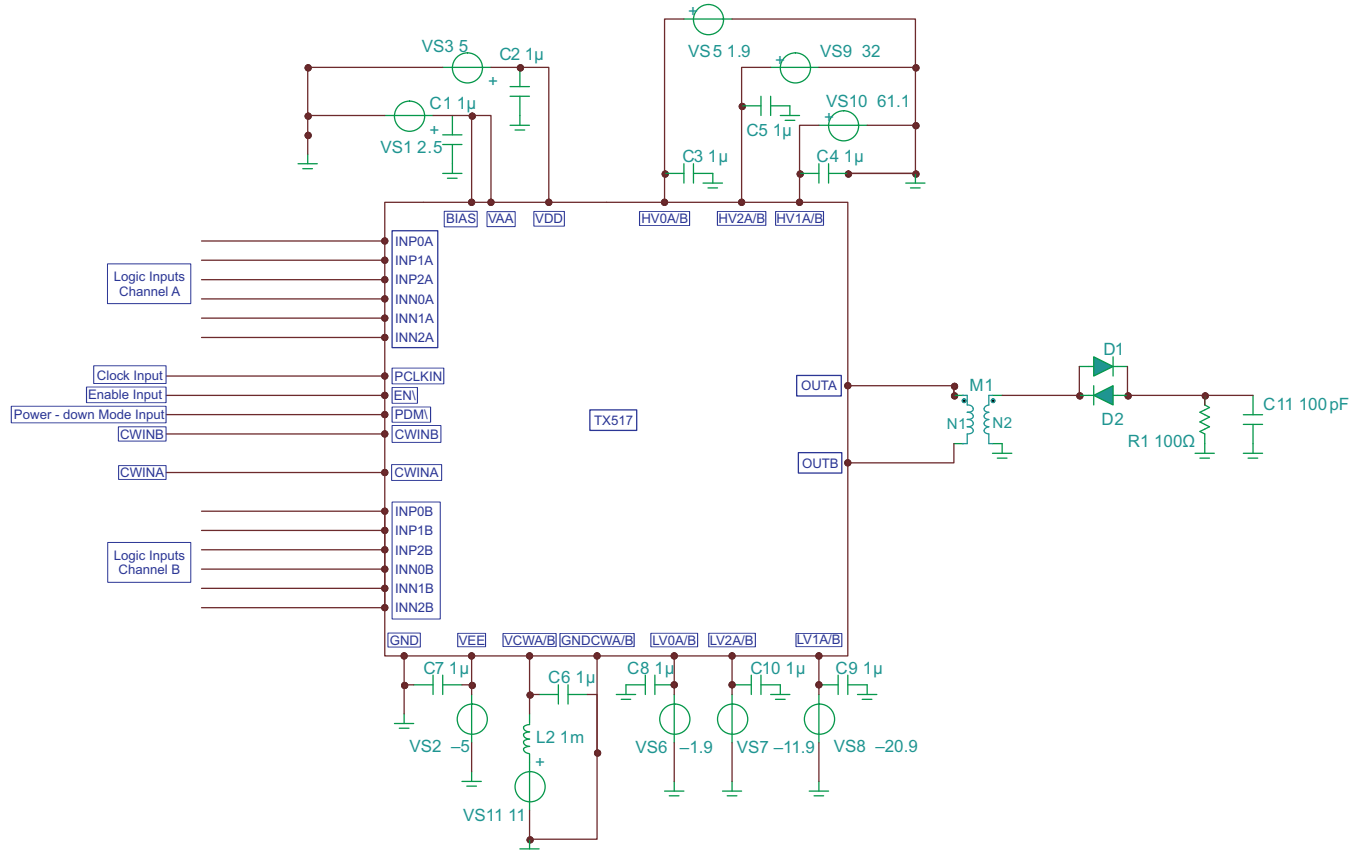 VS5 1.9
VS3 5
C2 1µ
VS9 32
C1 1µ
VS10 61.1
+
+
+
+
+
C5 1µ
VS1 2.5
C3 1µ
C4 1µ
BIAS
VAA
VDD
HV0A/B
HV2A/B
HV1A/B
Logic Inputs
Channel A
INP0A
INP1A
INP2A
INN0A
INN1A
INN2A
Clock Input
PCLKIN
Enable Input
EN\
Power - down Mode Input
PDM\
CWINB
CWINB
CWINA
CWINA
TX517
OUTA
OUTB
M1
N1
N2
D1
D2
R1 100Ω
C11 100 pF
Logic Inputs
Channel B
INP0B
INP1B
INP2B
INN0B
INN1B
INN2B
GND
VEE
VCWA/B
GNDCWA/B
LV0A/B
LV2A/B
LV1A/B
C7 1µ
C6 1µ
C8 1µ
C10 1µ
C9 1µ
VS2 –5
L2 1m
VS6 –1.9
VS7 –11.9
VS8 –20.9
+
VS11 11